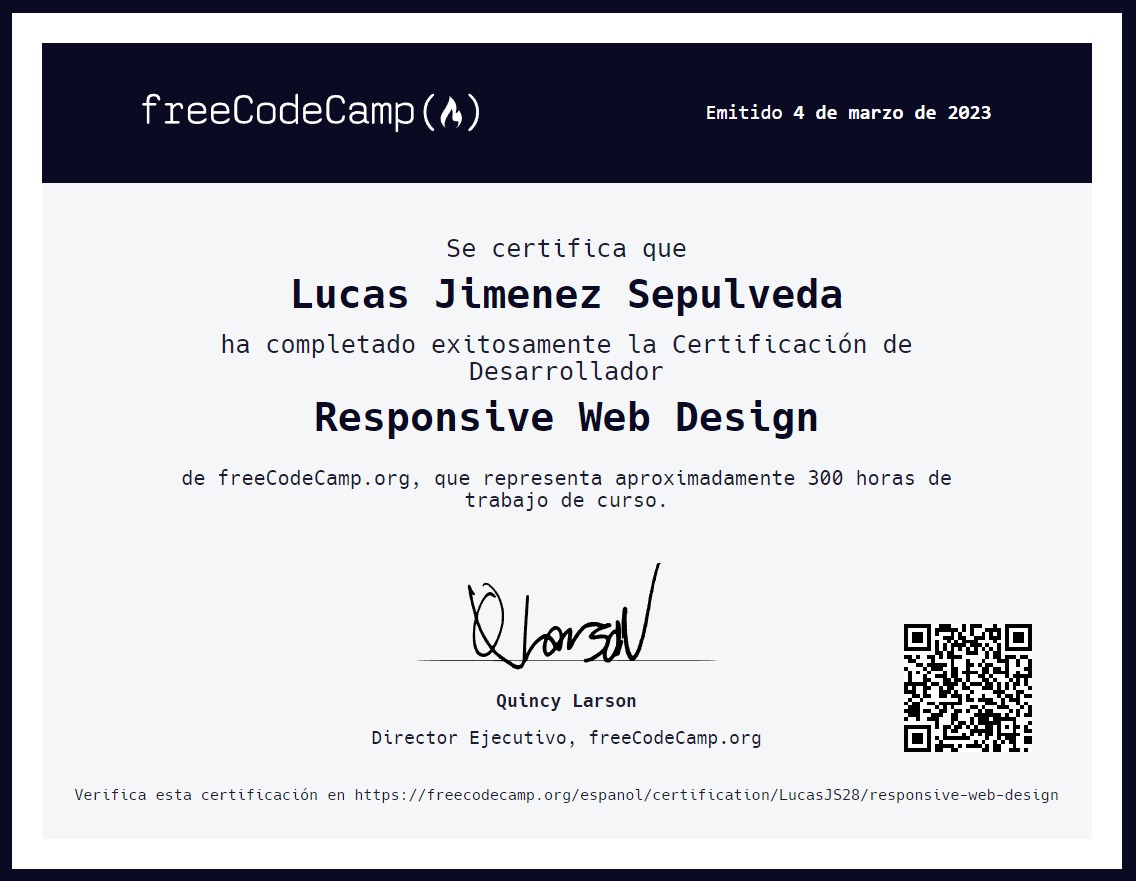 freeCodeCamp(🔥)
Emitido 4 de marzo de 2023
Se certifica que
Lucas Jimenez Sepulveda
ha completado exitosamente la Certificación de
Desarrollador
Responsive Web Design
de freeCodeCamp.org, que representa aproximadamente 300 horas de
trabajo de curso.
Q Larson
Quincy Larson
Director Ejecutivo, freeCodeCamp.org
Verifica esta certificación en https://freecodecamp.org/espanol/certification/LucasJS28/responsive-web-design